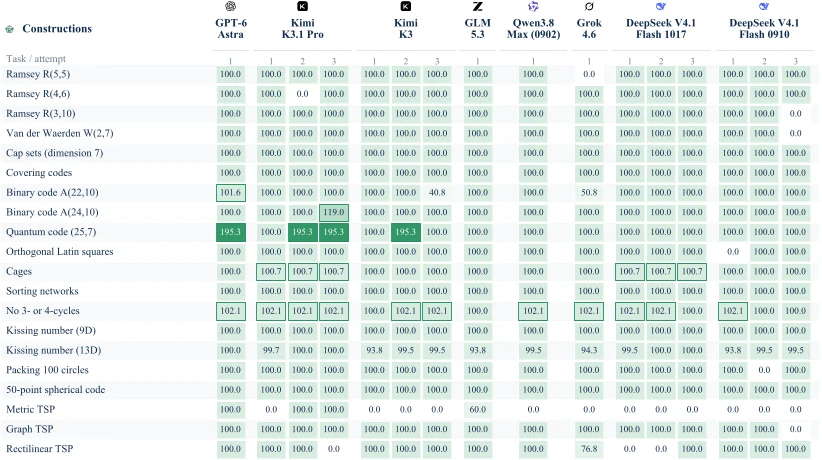 GPT-6 Kimi Kimi GLM Qwen3.8 Grok DeepSeek V4.1 DeepSeek V4.1
Constructions
Astra K3.1 Pro K3 5.3 Max (0902) 4.6 Flash 1017 Flash 0910
Task / attempt 1 1 2 3 1 2 3 1 1 1 1 2 3 1 2 3
Ramsey R(5,5) 100.0 100.0 100.0 100.0 100.0 100.0 100.0 100.0 100.0 0.0 100.0 100.0 100.0 100.0 100.0 100.0
Ramsey R(4,6) 100.0 100.0 0.0 100.0 100.0 100.0 100.0 100.0 100.0 100.0 100.0 100.0 100.0 100.0 100.0 100.0
Ramsey R(3,10) 100.0 100.0 100.0 100.0 100.0 100.0 100.0 100.0 100.0 100.0 100.0 100.0 100.0 100.0 100.0 0.0
Van der Waerden W(2,7) 100.0 100.0 100.0 100.0 100.0 100.0 100.0 100.0 100.0 100.0 100.0 100.0 100.0 100.0 100.0 0.0
Cap sets (dimension 7) 100.0 100.0 100.0 100.0 100.0 100.0 100.0 100.0 100.0 100.0 100.0 100.0 100.0 100.0 100.0 100.0
Covering codes 100.0 100.0 100.0 100.0 100.0 100.0 100.0 100.0 100.0 100.0 100.0 100.0 100.0 100.0 100.0 100.0
Binary code A(22,10) 101.6 100.0 100.0 100.0 100.0 100.0 40.8 100.0 100.0 50.8 100.0 100.0 100.0 100.0 100.0 100.0
Binary code A(24,10) 100.0 100.0 100.0 119.0 100.0 100.0 100.0 100.0 100.0 100.0 100.0 100.0 100.0 100.0 100.0 100.0
Quantum code (25,7) 195.3 100.0 195.3 195.3 100.0 195.3 100.0 100.0 100.0 100.0 100.0 100.0 100.0 100.0 100.0 100.0
Orthogonal Latin squares 100.0 100.0 100.0 100.0 100.0 100.0 100.0 100.0 100.0 100.0 100.0 100.0 100.0 0.0 100.0 100.0
Cages 100.0 100.7 100.7 100.7 100.0 100.0 100.0 100.0 100.0 100.0 100.7 100.7 100.7 100.0 100.0 100.0
Sorting networks 100.0 100.0 100.0 100.0 100.0 100.0 100.0 100.0 100.0 100.0 100.0 100.0 100.0 100.0 100.0 100.0
No 3- or 4-cycles 102.1 102.1 102.1 102.1 100.0 102.1 102.1 100.0 102.1 102.1 102.1 102.1 100.0 102.1 100.0 100.0
Kissing number (9D) 100.0 100.0 100.0 100.0 100.0 100.0 100.0 100.0 100.0 100.0 100.0 100.0 100.0 100.0 100.0 100.0
Kissing number (13D) 100.0 99.7 100.0 100.0 93.8 99.5 99.5 93.8 99.5 94.3 99.5 100.0 100.0 93.8 99.5 99.5
Packing 100 circles 100.0 100.0 100.0 100.0 100.0 100.0 100.0 100.0 100.0 100.0 100.0 100.0 100.0 100.0 0.0 100.0
50-point spherical code 100.0 100.0 100.0 100.0 100.0 100.0 100.0 100.0 100.0 100.0 100.0 100.0 100.0 100.0 100.0 100.0
Metric TSP 100.0 0.0 100.0 100.0 0.0 0.0 0.0 60.0 0.0 0.0 0.0 0.0 0.0 0.0 0.0 0.0
Graph TSP 100.0 100.0 100.0 100.0 100.0 100.0 100.0 100.0 100.0 100.0 100.0 100.0 100.0 100.0 100.0 0.0
Rectilinear TSP 100.0 100.0 100.0 0.0 100.0 100.0 100.0 100.0 100.0 76.8 0.0 0.0 100.0 100.0 100.0 100.0